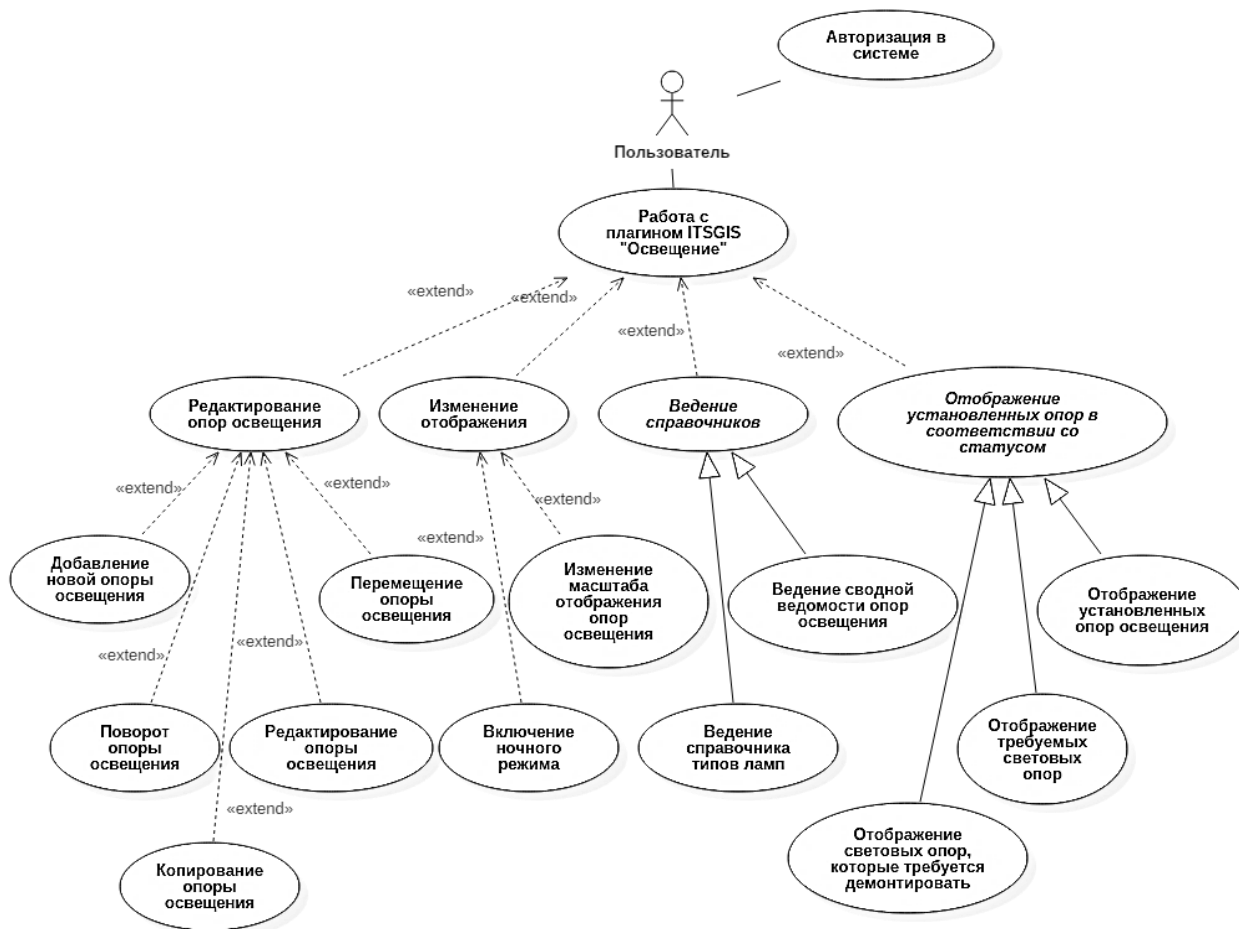 Авторизация в
системе
Пользователь
Работа с
плагином ITSGIS
"Освещение"
«extend»
«extend»
«extend»
«extend»
Редактирование
опор освещения
Изменение
отображения
Ведение
справочников
Отображение
установленных опор в
соответствии со
статусом
«extend»
«extend»
«extend»
«extend»
Добавление
новой опоры
освещения
Перемещение
опоры
освещения
Изменение
масштаба
отображения
опор
освещения
Ведение сводной
ведомости опор
освещения
Отображение
установленных
опор освещения
«extend»
«extend»
Поворот
опоры
освещения
Редактирование
опоры
освещения
Включение
ночного
режима
Ведение
справочника
типов ламп
Отображение
требуемых
световых
опор
«extend»
Копирование
опоры
освещения
Отображение
световых опор,
которые требуется
демонтировать